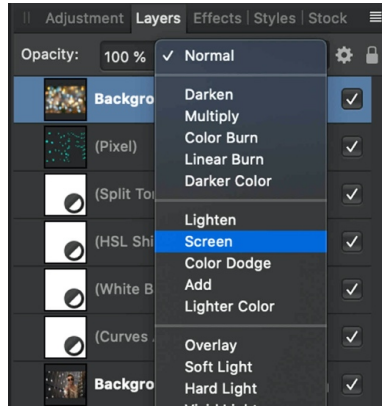 Adjustment Layers Effects | Styles | Stock
Opacity: 100 % ✓ Normal
Backgro Darken
Multiply
(Pixel) Color Burn
Linear Burn
Darker Color
(Split To
Lighten
(HSL Shi Screen
Color Dodge
(White B Add
Lighter Color
(Curves Overlay
Soft Light
Backgro Hard Light